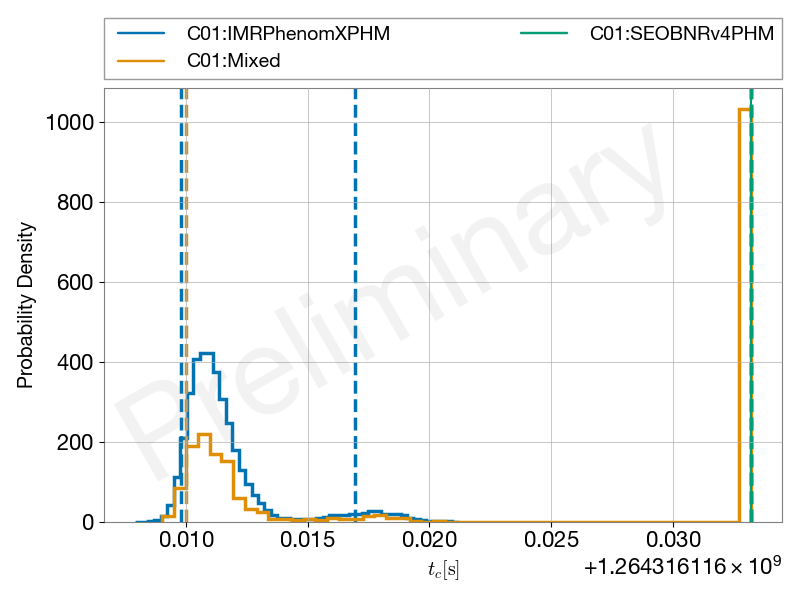 C01:IMRPhenomXPHM
C01:Mixed
C01:SEOBNRv4PHM
Preliminary
Probability Density
1000
800
600
400
200
0
0.010 0.015 0.020 0.025 0.030
t_c[s]
+1.264316116 × 10⁹